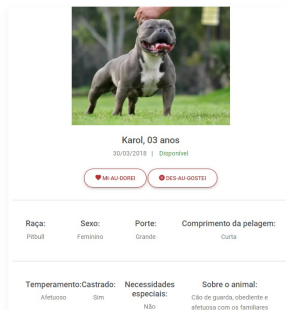 Karol, 03 anos
30/03/2018 | Disponível
MI-AU-DOREI DES-AU-GOSTEI
Raça: Sexo: Porte: Comprimento da pelagem:
Pitbull Feminino Grande Curta
Temperamento: Castrado: Necessidades especiais: Sobre o animal:
Afetuoso Sim Não Cão de guarda, obediente e
afetuosa com os familiares